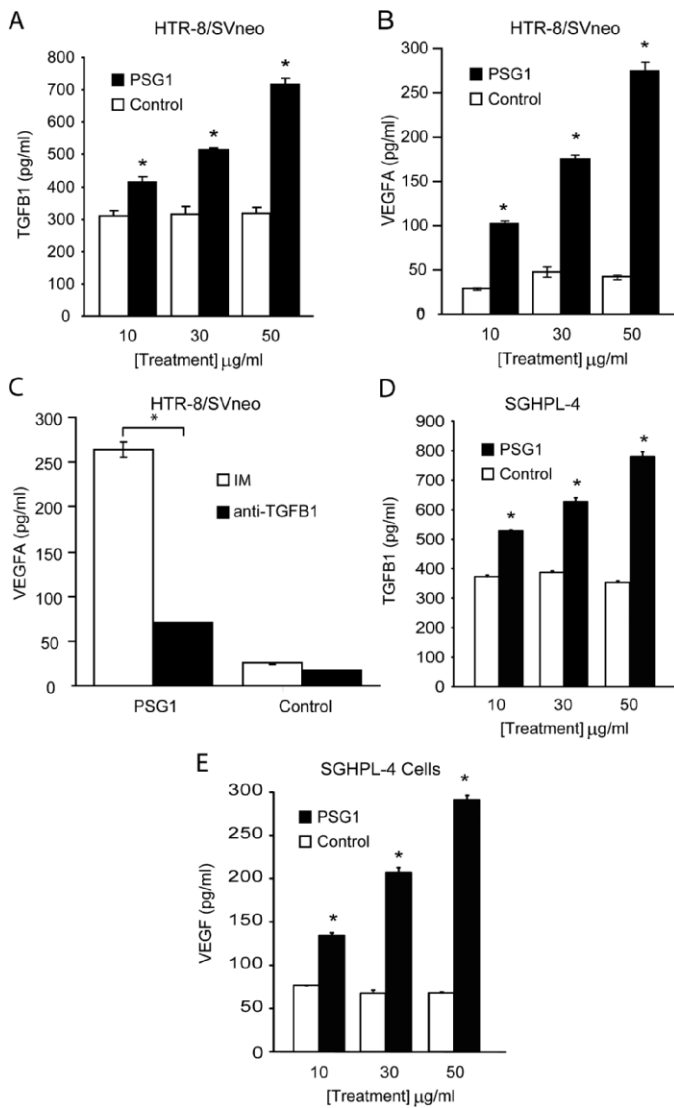 A
HTR-8/SVneo
TGFB1 (pg/ml)
800
700
600
500
400
300
200
100
0
PSG1
Control
*
*
*
10 30 50
[Treatment] μg/ml
B
HTR-8/SVneo
VEGFA (pg/ml)
300
250
200
150
100
50
0
PSG1
Control
*
*
*
10 30 50
[Treatment] μg/ml
C
HTR-8/SVneo
VEGFA (pg/ml)
300
250
200
150
100
50
0
*
IM
anti-TGFB1
PSG1 Control
D
SGHPL-4
TGFB1 (pg/ml)
900
800
700
600
500
400
300
200
100
0
PSG1
Control
*
*
*
10 30 50
[Treatment] μg/ml
E
SGHPL-4 Cells
VEGF (pg/ml)
300
250
200
150
100
50
0
PSG1
Control
*
*
*
10 30 50
[Treatment] μg/ml